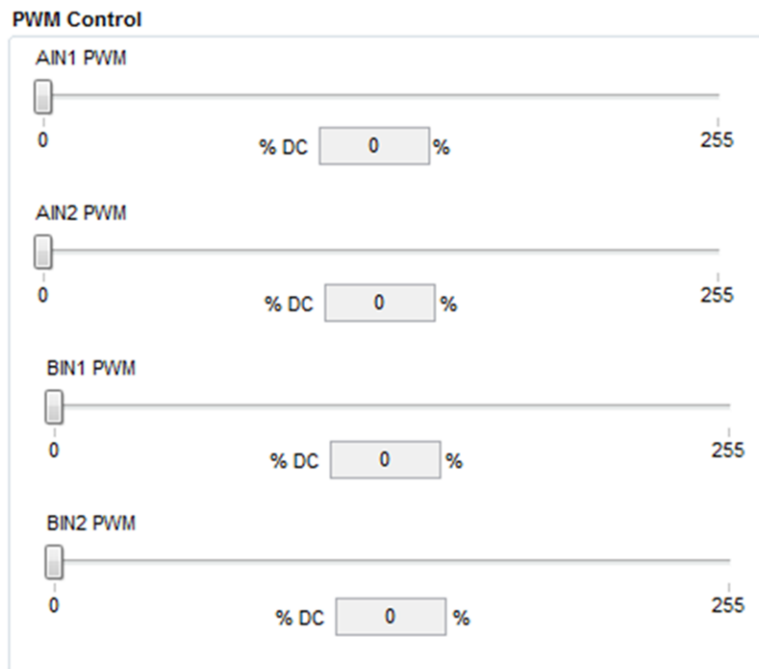 PWM Control
AIN1 PWM
0 255
% DC 0 %
AIN2 PWM
0 255
% DC 0 %
BIN1 PWM
0 255
% DC 0 %
BIN2 PWM
0 255
% DC 0 %